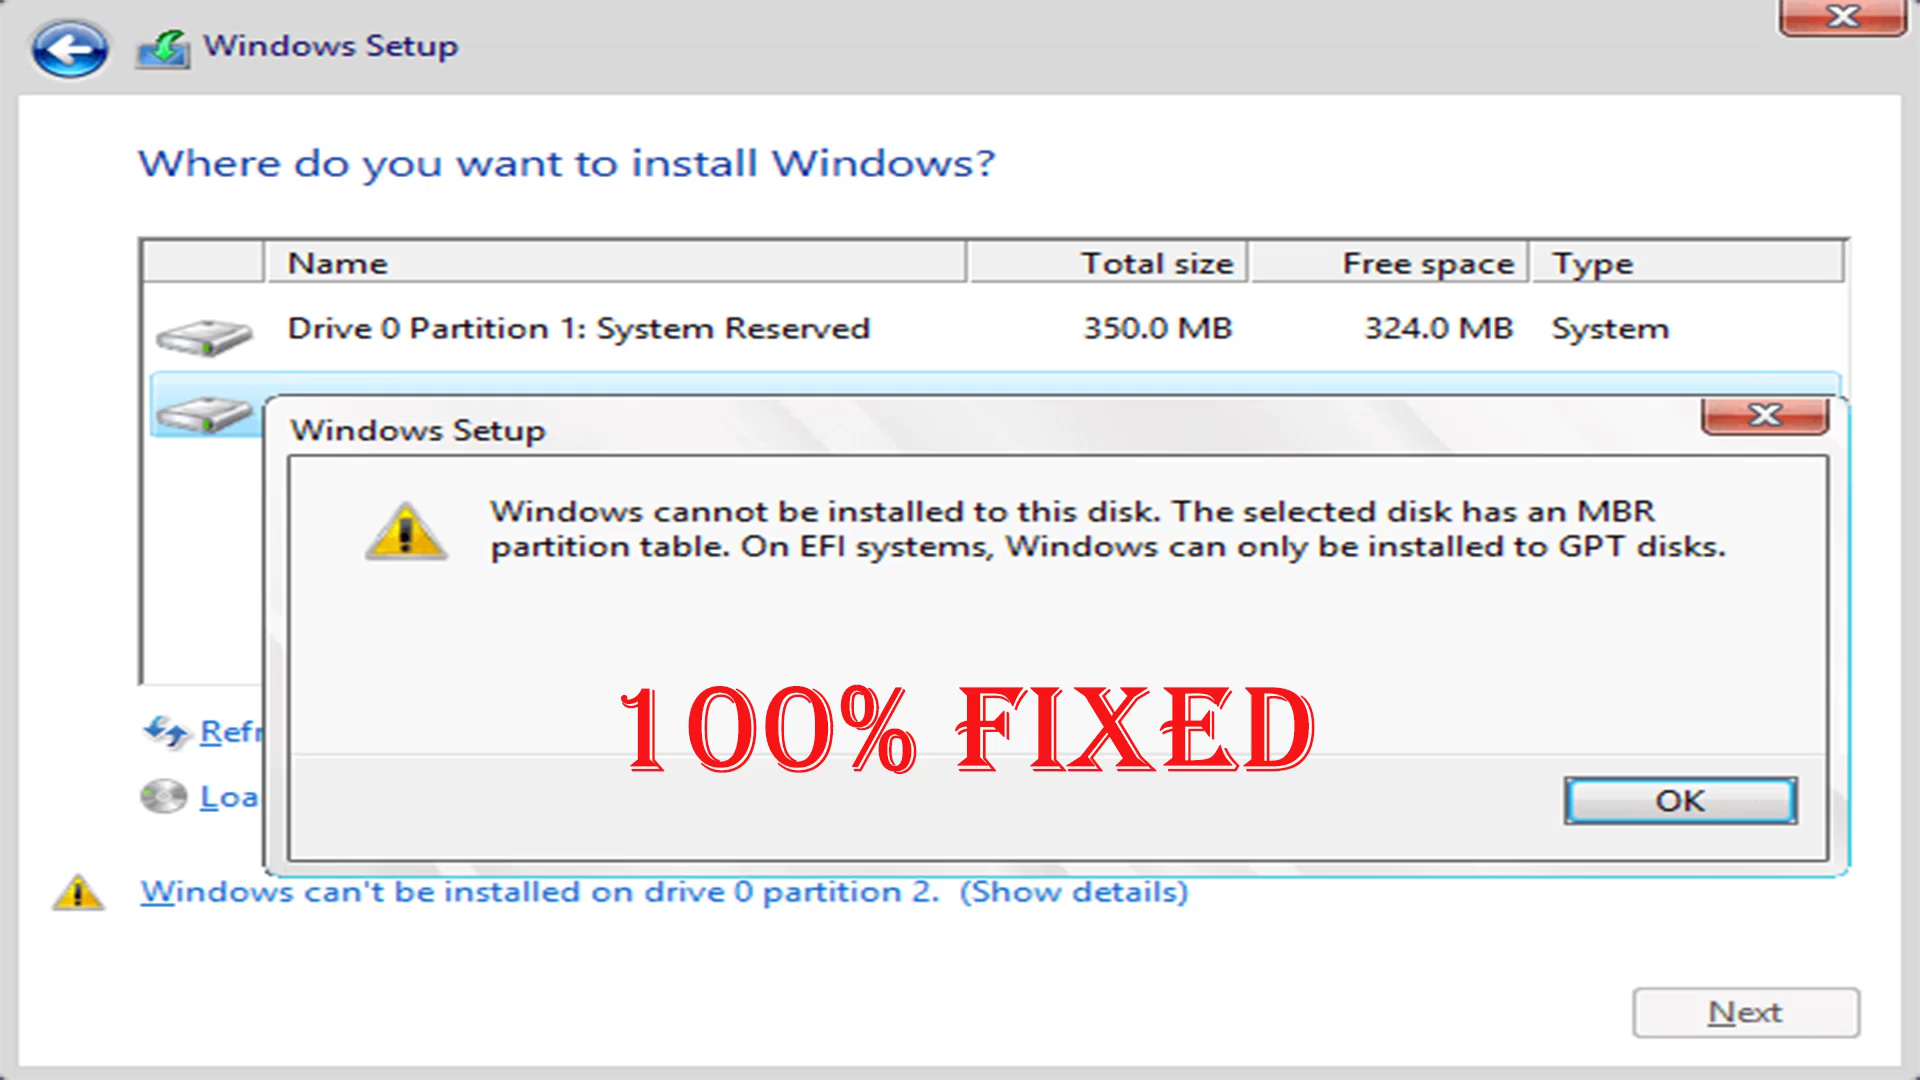 Windows Setup
Where do you want to install Windows?
Name Total size Free space Type
Drive 0 Partition 1: System Reserved 350.0 MB 324.0 MB System
Windows Setup
Windows cannot be installed to this disk. The selected disk has an MBR
partition table. On EFI systems, Windows can only be installed to GPT disks.
100% FIXED
Refr
Loa
OK
Windows can't be installed on drive 0 partition 2. (Show details)
Next